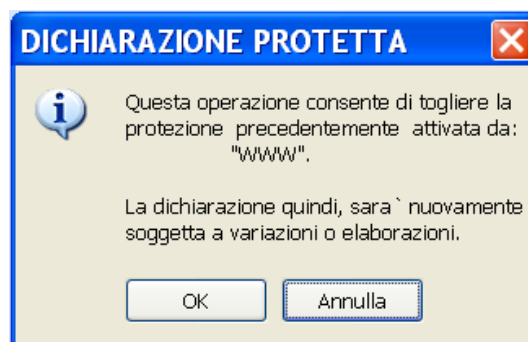 DICHIARAZIONE PROTETTA
Questa operazione consente di togliere la
protezione precedentemente attivata da:
"WWW".
La dichiarazione quindi, sara` nuovamente
soggetta a variazioni o elaborazioni.
OK
Annulla